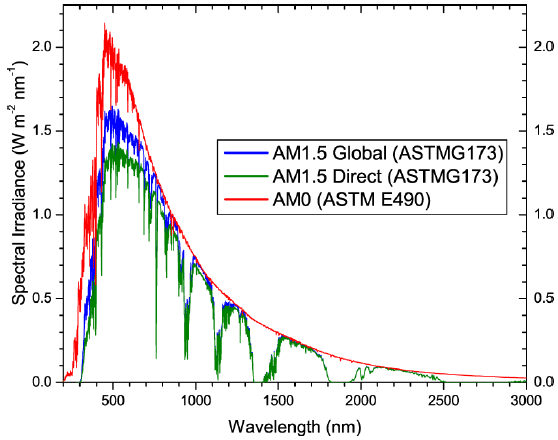 2.0
1.5
1.0
0.5
0.0
Spectral Irradiance (W m⁻² nm⁻¹)
AM1.5 Global (ASTMG173)
AM1.5 Direct (ASTMG173)
AM0 (ASTM E490)
2.0
1.5
1.0
0.5
0.0
500 1000 1500 2000 2500 3000
Wavelength (nm)